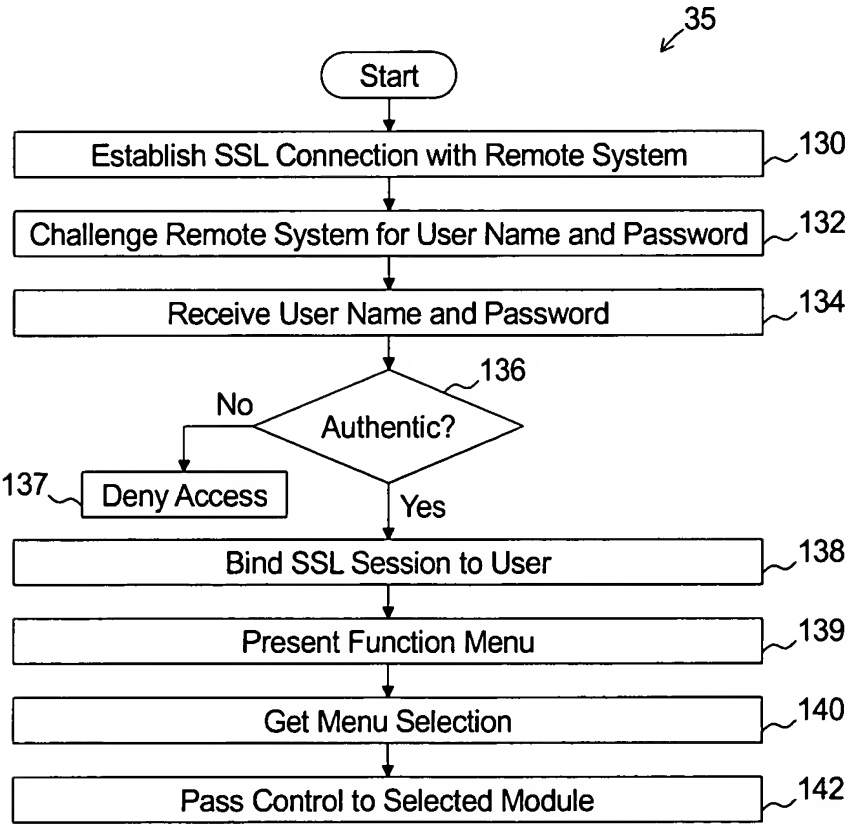 35
Start
Establish SSL Connection with Remote System
130
Challenge Remote System for User Name and Password
132
Receive User Name and Password
134
136
Authentic?
No
137
Deny Access
Yes
Bind SSL Session to User
138
Present Function Menu
139
Get Menu Selection
140
Pass Control to Selected Module
142